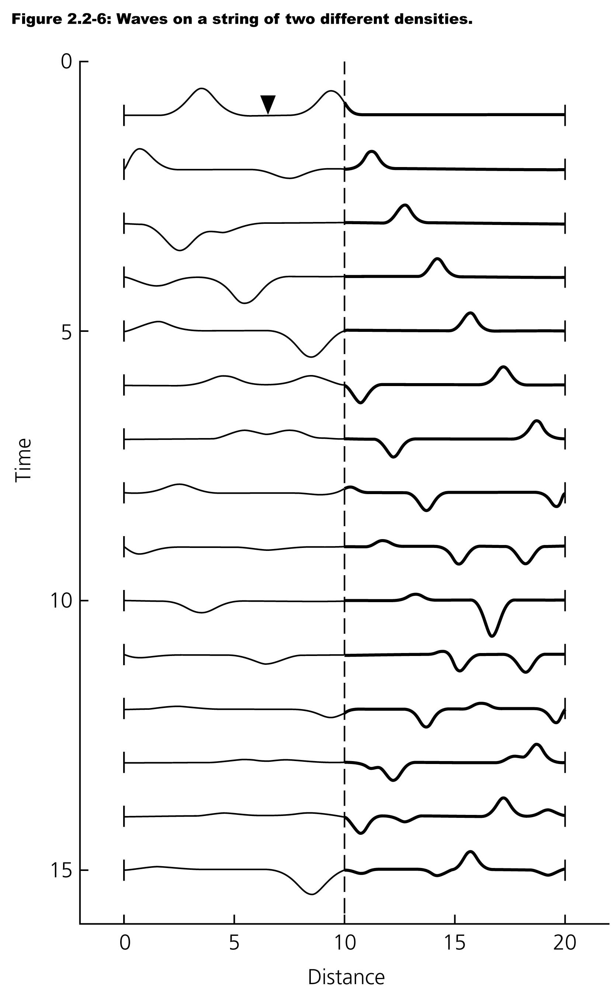 Figure 2.2-6: Waves on a string of two different densities.
0
5
10
15
Time
0 5 10 15 20
Distance